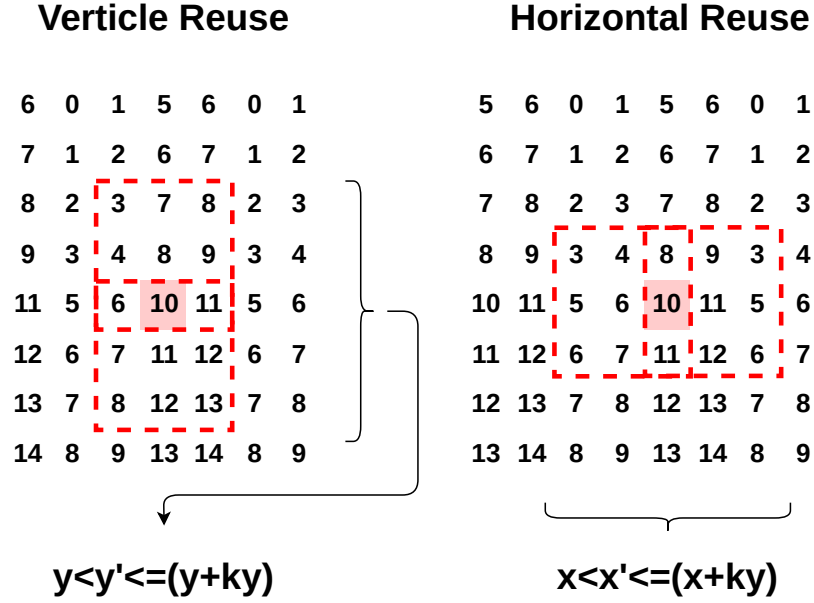 Verticle Reuse
6 0 1 5 6 0 1
7 1 2 6 7 1 2
8 2 3 7 8 2 3
9 3 4 8 9 3 4
11 5 6 10 11 5 6
12 6 7 11 12 6 7
13 7 8 12 13 7 8
14 8 9 13 14 8 9
y<y'<=(y+ky)
Horizontal Reuse
5 6 0 1 5 6 0 1
6 7 1 2 6 7 1 2
7 8 2 3 7 8 2 3
8 9 3 4 8 9 3 4
10 11 5 6 10 11 5 6
11 12 6 7 11 12 6 7
12 13 7 8 12 13 7 8
13 14 8 9 13 14 8 9
x<x'<=(x+ky)